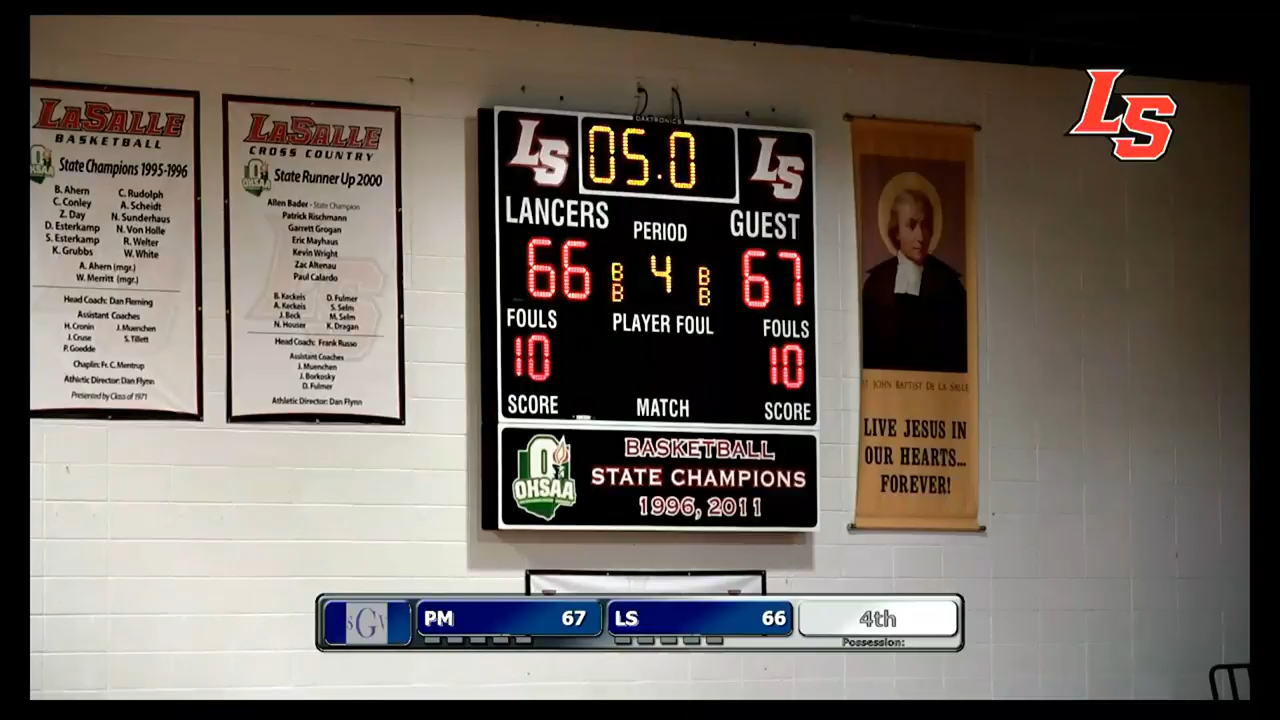 LASALLE
BASKETBALL
State Champions 1995-1996
B. Ahern C. Rudolph
C. Conley A. Scheidt
Z. Day N. Sunderhaus
D. Esterkamp N. Von Holle
S. Esterkamp R. Welter
K. Grubbs W. White
A. Ahern (mgr.)
W. Merritt (mgr.)
Head Coach: Dan Fleming
Assistant Coaches
H. Cronin J. Muenchen
J. Cruse S. Tillett
P. Goedde
Chaplin: Fr. C. Mentrup
Athletic Director: Dan Flynn
Presented by Class of 1971
LASALLE
CROSS COUNTRY
OHSAA
State Runner Up 2000
Allen Bader - State Champion
Patrick Rischmann
Garrett Grogan
Eric Mayhaus
Kevin Wright
Zac Altenau
Paul Calardo
B. Kackeis D. Fulmer
A. Keckeis S. Selm
J. Beck M. Selm
N. Houser K. Dragan
Head Coach: Frank Russo
Assistant Coaches
J. Muenchen
J. Borkosky
D. Fulmer
Athletic Director: Dan Flynn
DAKTRONICS
LS 05.0 LS
LANCERS PERIOD GUEST
66 B B 4 B B 67
FOULS PLAYER FOUL FOULS
10 10
SCORE MATCH SCORE
OHSAA
BASKETBALL
STATE CHAMPIONS
1996, 2011
LS
ST JOHN BAPTIST DE LA SALLE
LIVE JESUS IN
OUR HEARTS...
FOREVER!
SGV PM 67 LS 66 4th
Possession: